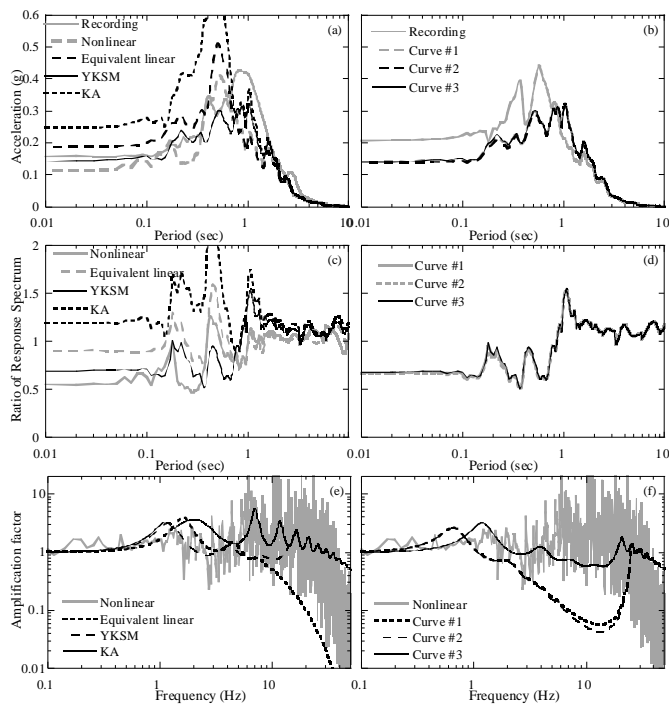 (a)
Recording
Nonlinear
Equivalent linear
YKSM
KA
Acceleration (g)
0.6
0.5
0.4
0.3
0.2
0.1
0
0.01 0.1 1 10
Period (sec)
(b)
Recording
Curve #1
Curve #2
Curve #3
0.01 0.1 1 10
Period (sec)
(c)
Nonlinear
Equivalent linear
YKSM
KA
Ratio of Response Spectrum
2
1.5
1
0.5
0
0.01 0.1 1 10
Period (sec)
(d)
Curve #1
Curve #2
Curve #3
0.01 0.1 1 10
Period (sec)
(e)
Amplification factor
10
1
0.1
0.01
Nonlinear
Equivalent linear
YKSM
KA
0.1 1 10
Frequency (Hz)
(f)
Nonlinear
Curve #1
Curve #2
Curve #3
0.1 1 10
Frequency (Hz)